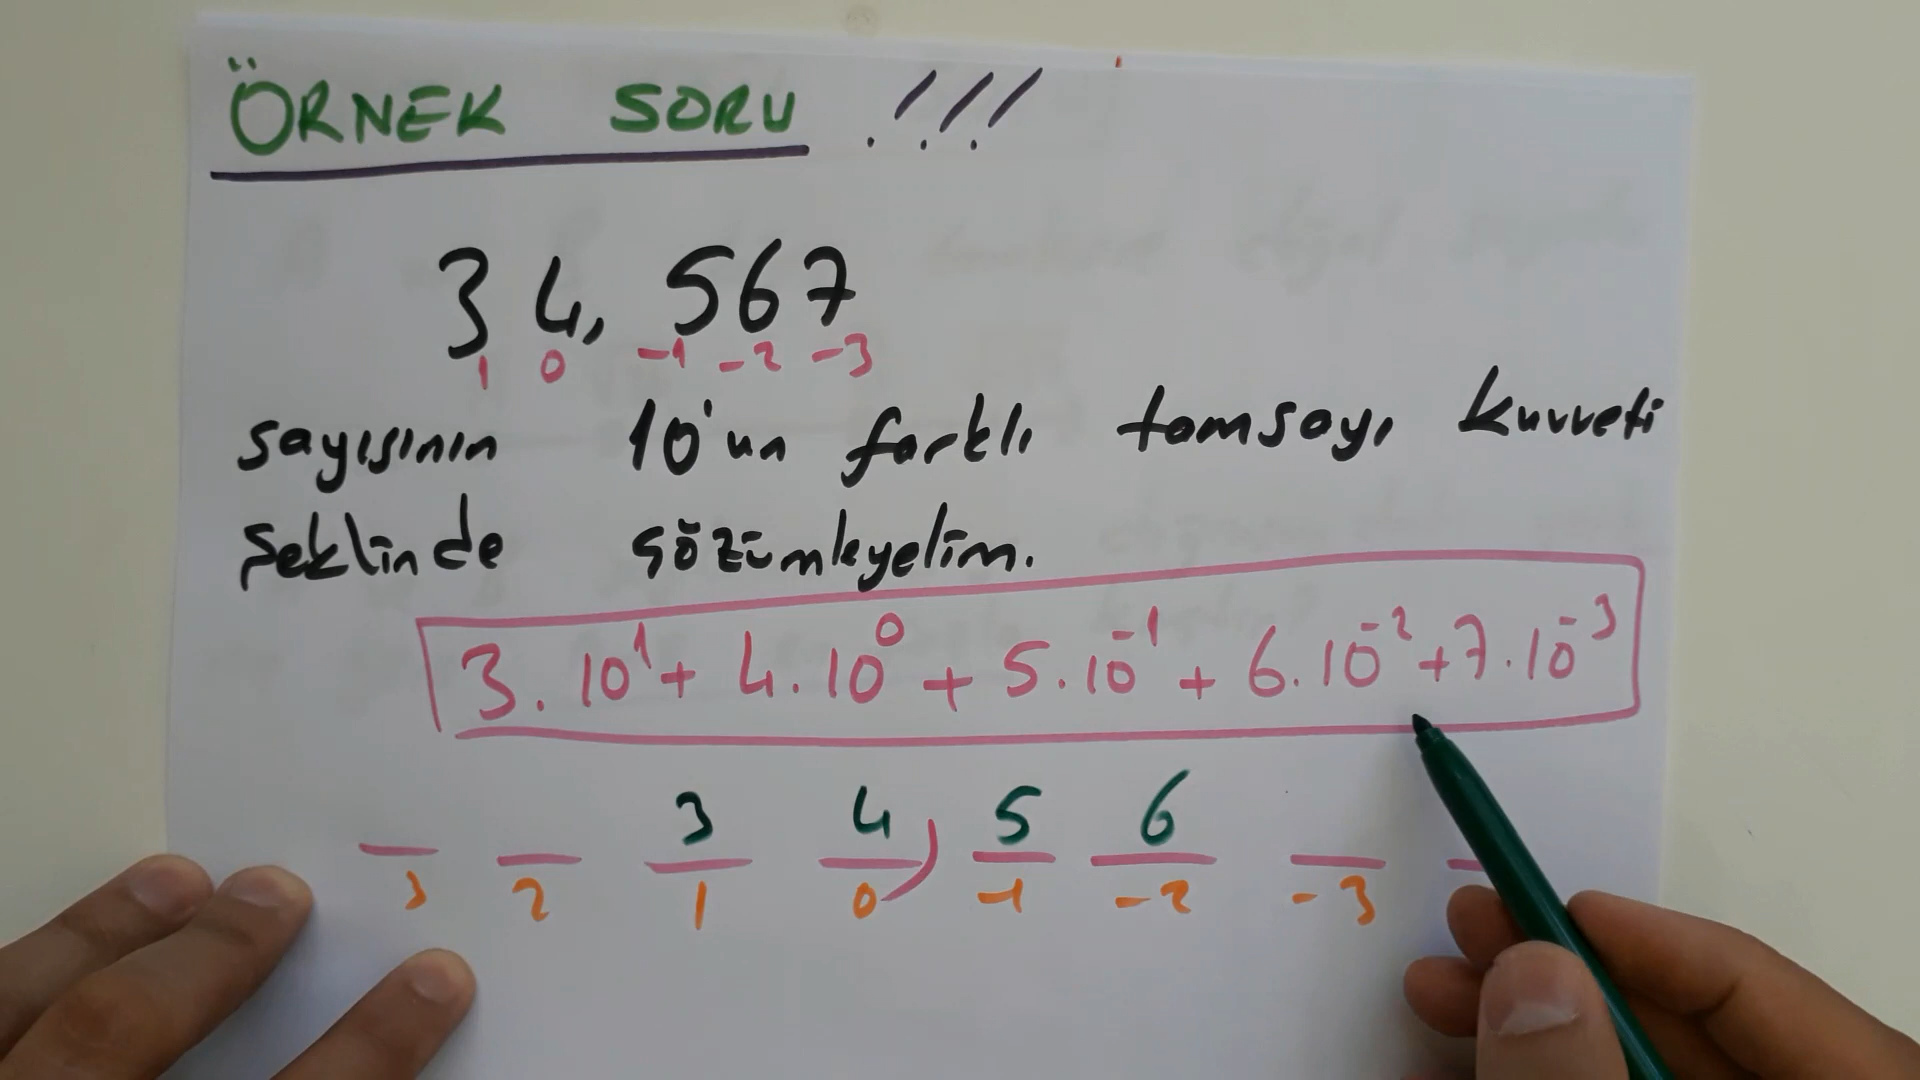 ÖRNEK SORU !!!
34,567
1 0 -1 -2 -3
sayısının 10'un farklı tamsayı kuvveti
şeklinde çözümleyelim.
3.10¹+ 4.10⁰ + 5.10⁻¹ + 6.10⁻²+7.10⁻³
3 4, 5 6
3 2 1 0 -1 -2 -3